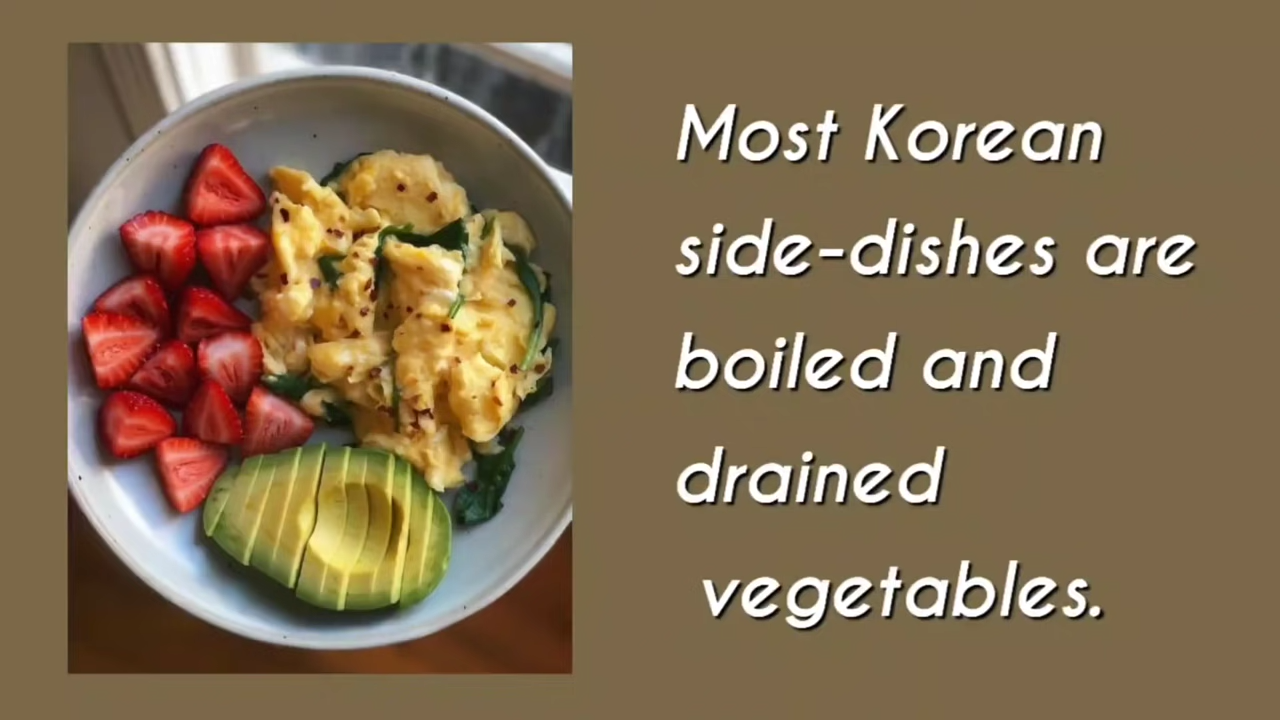 Most Korean
side-dishes are
boiled and
drained
vegetables.